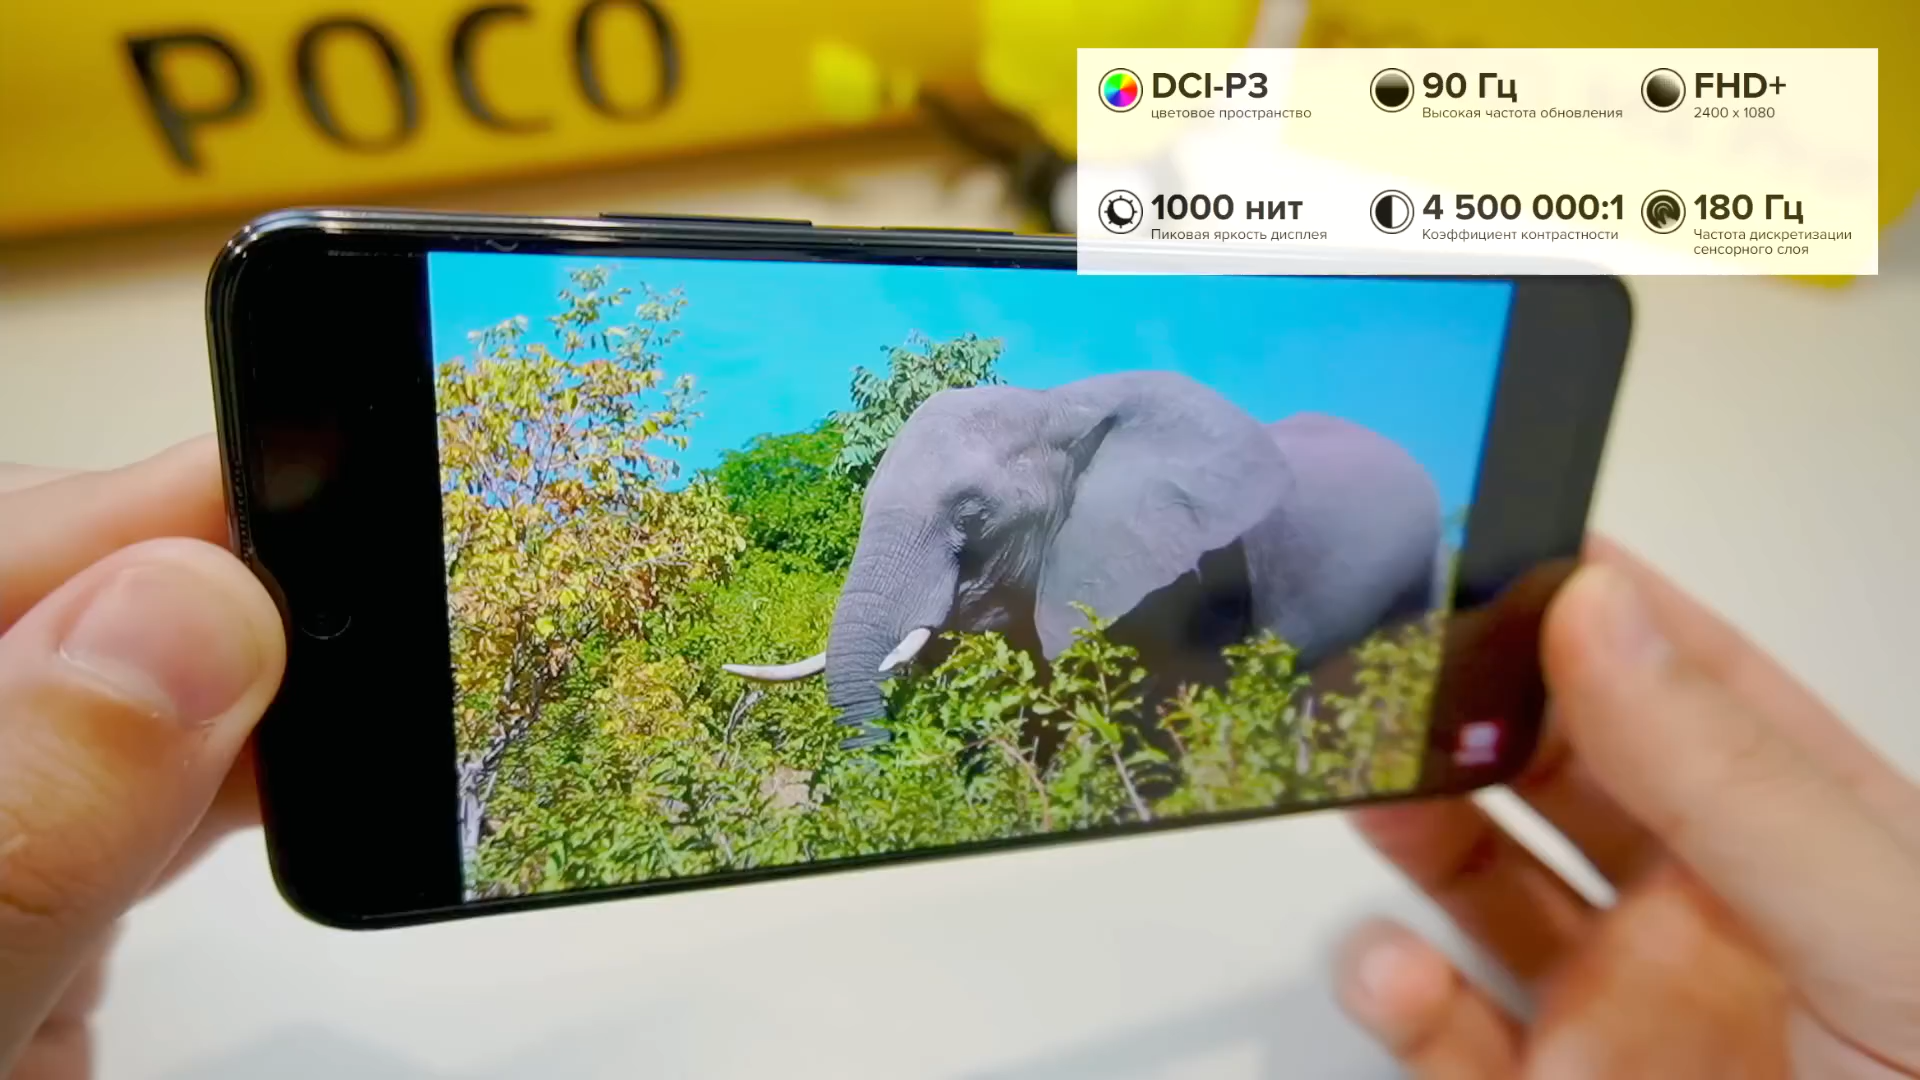 POCO
DCI-P3
цветовое пространство
90 Гц
Высокая частота обновления
FHD+
2400 x 1080
1000 нит
Пиковая яркость дисплея
4 500 000:1
Коэффициент контрастности
180 Гц
Частота дискретизации
сенсорного слоя